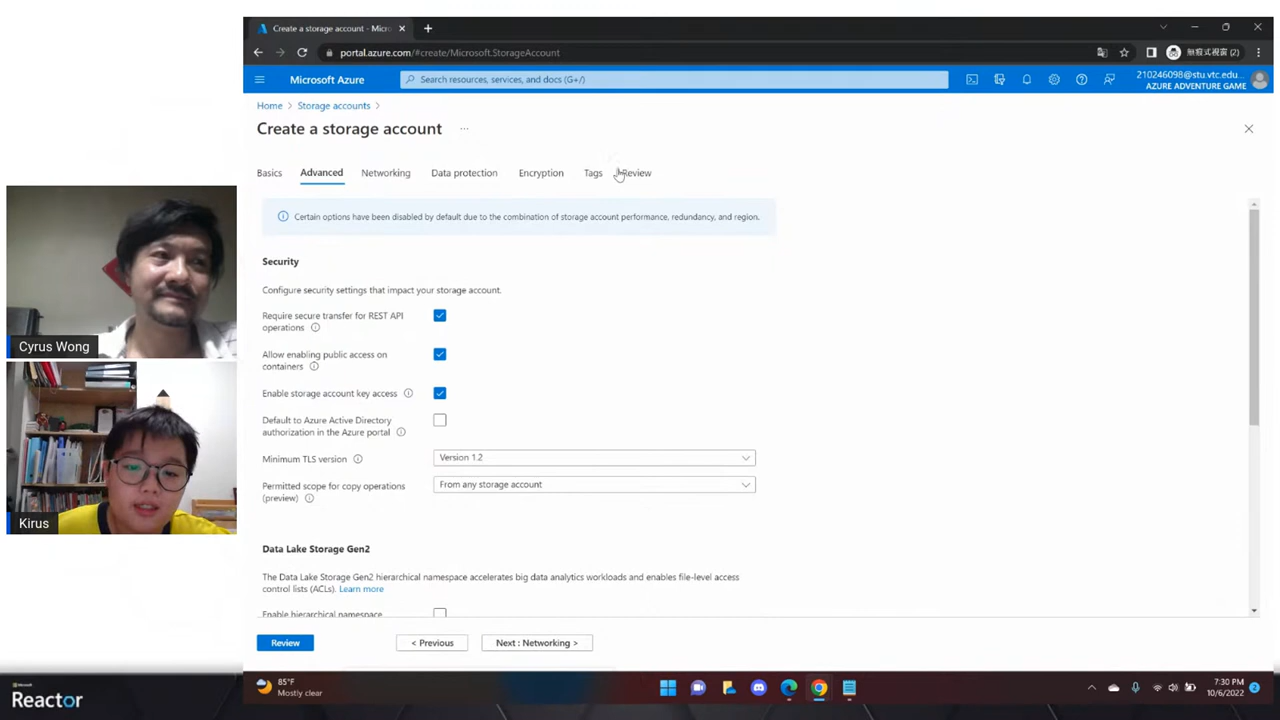 Create a storage account - Micro
portal.azure.com/#create/Microsoft.StorageAccount
無痕式視窗 (2)
Microsoft Azure
Search resources, services, and docs (G+/)
210246098@stu.vtc.edu...
AZURE ADVENTURE GAME
Home > Storage accounts >
Create a storage account ...
Basics Advanced Networking Data protection Encryption Tags Review
Certain options have been disabled by default due to the combination of storage account performance, redundancy, and region.
Security
Configure security settings that impact your storage account.
Require secure transfer for REST API
operations
Allow enabling public access on
containers
Enable storage account key access
Default to Azure Active Directory
authorization in the Azure portal
Minimum TLS version
Version 1.2
Permitted scope for copy operations
(preview)
From any storage account
Data Lake Storage Gen2
The Data Lake Storage Gen2 hierarchical namespace accelerates big data analytics workloads and enables file-level access
control lists (ACLs). Learn more
Enable hierarchical namespace
Review
< Previous
Next : Networking >
Cyrus Wong
Kirus
Microsoft
Reactor
85°F
Mostly clear
7:30 PM
10/6/2022
2